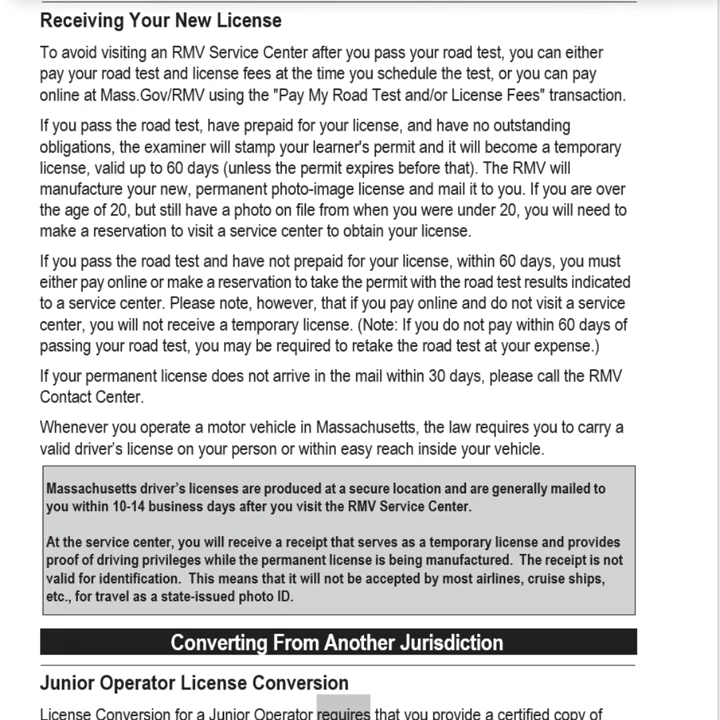 Receiving Your New License
To avoid visiting an RMV Service Center after you pass your road test, you can either
pay your road test and license fees at the time you schedule the test, or you can pay
online at Mass.Gov/RMV using the "Pay My Road Test and/or License Fees" transaction.
If you pass the road test, have prepaid for your license, and have no outstanding
obligations, the examiner will stamp your learner's permit and it will become a temporary
license, valid up to 60 days (unless the permit expires before that). The RMV will
manufacture your new, permanent photo-image license and mail it to you. If you are over
the age of 20, but still have a photo on file from when you were under 20, you will need to
make a reservation to visit a service center to obtain your license.
If you pass the road test and have not prepaid for your license, within 60 days, you must
either pay online or make a reservation to take the permit with the road test results indicated
to a service center. Please note, however, that if you pay online and do not visit a service
center, you will not receive a temporary license. (Note: If you do not pay within 60 days of
passing your road test, you may be required to retake the road test at your expense.)
If your permanent license does not arrive in the mail within 30 days, please call the RMV
Contact Center.
Whenever you operate a motor vehicle in Massachusetts, the law requires you to carry a
valid driver's license on your person or within easy reach inside your vehicle.
Massachusetts driver's licenses are produced at a secure location and are generally mailed to
you within 10-14 business days after you visit the RMV Service Center.
At the service center, you will receive a receipt that serves as a temporary license and provides
proof of driving privileges while the permanent license is being manufactured. The receipt is not
valid for identification. This means that it will not be accepted by most airlines, cruise ships,
etc., for travel as a state-issued photo ID.
Converting From Another Jurisdiction
Junior Operator License Conversion
License Conversion for a Junior Operator requires that you provide a certified copy of